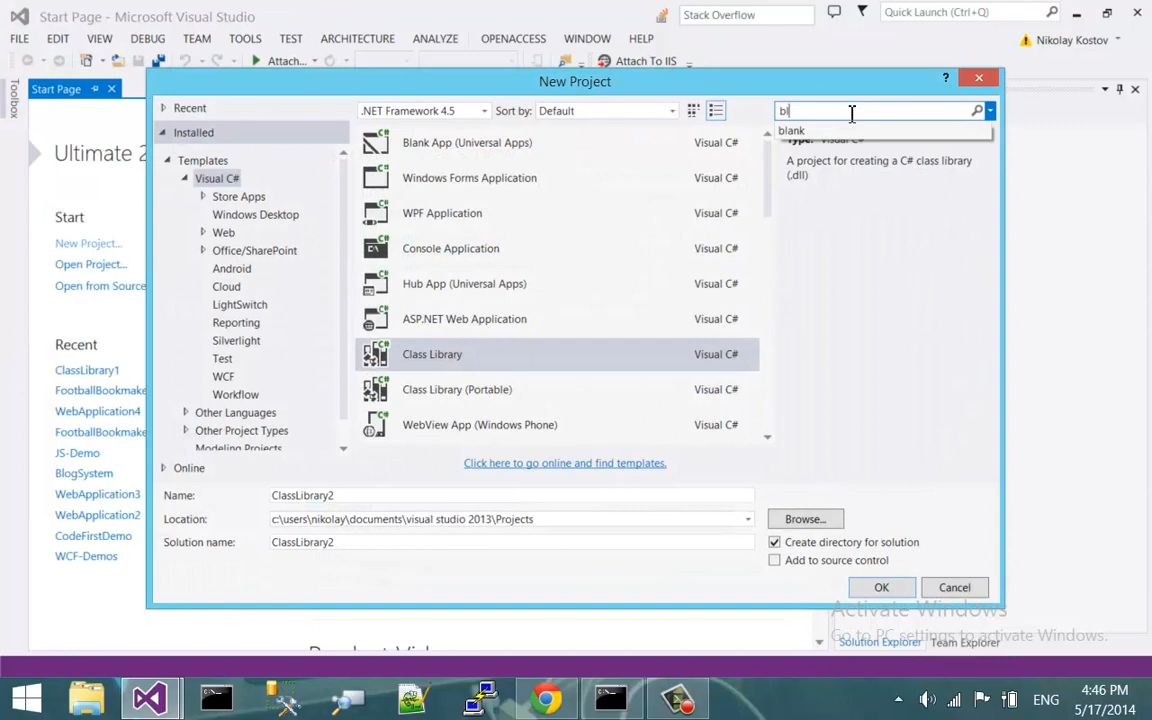 Start Page - Microsoft Visual Studio
Stack Overflow
Quick Launch (Ctrl+Q)
FILE EDIT VIEW DEBUG TEAM TOOLS TEST ARCHITECTURE ANALYZE OPENACCESS WINDOW HELP
Nikolay Kostov
Attach...
Attach To IIS
Toolbox
Start Page
New Project
?
Recent
.NET Framework 4.5
Sort by:
Default
bl
Installed
blank
Ultimate 2
Templates
Visual C#
Store Apps
Windows Desktop
Web
Office/SharePoint
Android
Cloud
LightSwitch
Reporting
Silverlight
Test
WCF
Workflow
Other Languages
Other Project Types
Modeling Projects
Online
Blank App (Universal Apps) Visual C#
Windows Forms Application Visual C#
WPF Application Visual C#
Console Application Visual C#
Hub App (Universal Apps) Visual C#
ASP.NET Web Application Visual C#
Class Library Visual C#
Class Library (Portable) Visual C#
WebView App (Windows Phone) Visual C#
Click here to go online and find templates.
Type: Visual C#
A project for creating a C# class library
(.dll)
Start
New Project...
Open Project...
Open from Source
Recent
ClassLibrary1
FootballBookmake
WebApplication4
FootballBookmake
JS-Demo
BlogSystem
WebApplication3
WebApplication2
CodeFirstDemo
WCF-Demos
Name: ClassLibrary2
Location: c:\users\nikolay\documents\visual studio 2013\Projects
Browse...
Solution name: ClassLibrary2
Create directory for solution
Add to source control
OK
Cancel
Activate Windows
Go to PC settings to activate Windows.
Solution Explorer Team Explorer
ENG
4:46 PM
5/17/2014